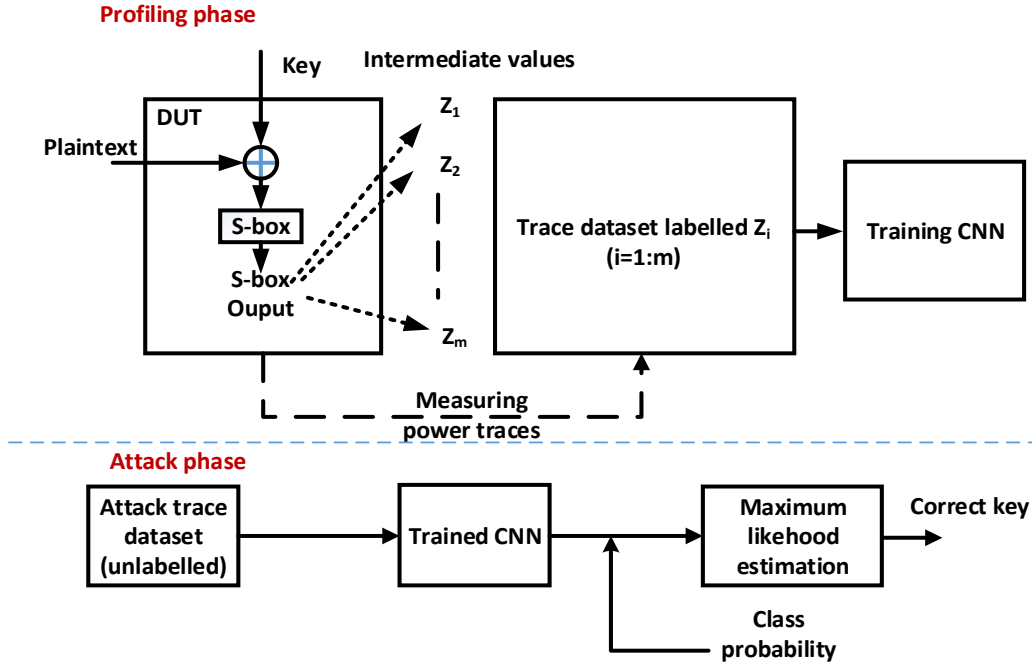 Profiling phase
Key
Intermediate values
DUT
Plaintext
S-box
S-box
Ouput
Z1
Z2
Zm
Trace dataset labelled Zi
(i=1:m)
Training CNN
Measuring
power traces
Attack phase
Attack trace
dataset
(unlabelled)
Trained CNN
Maximum
likehood
estimation
Correct key
Class
probability